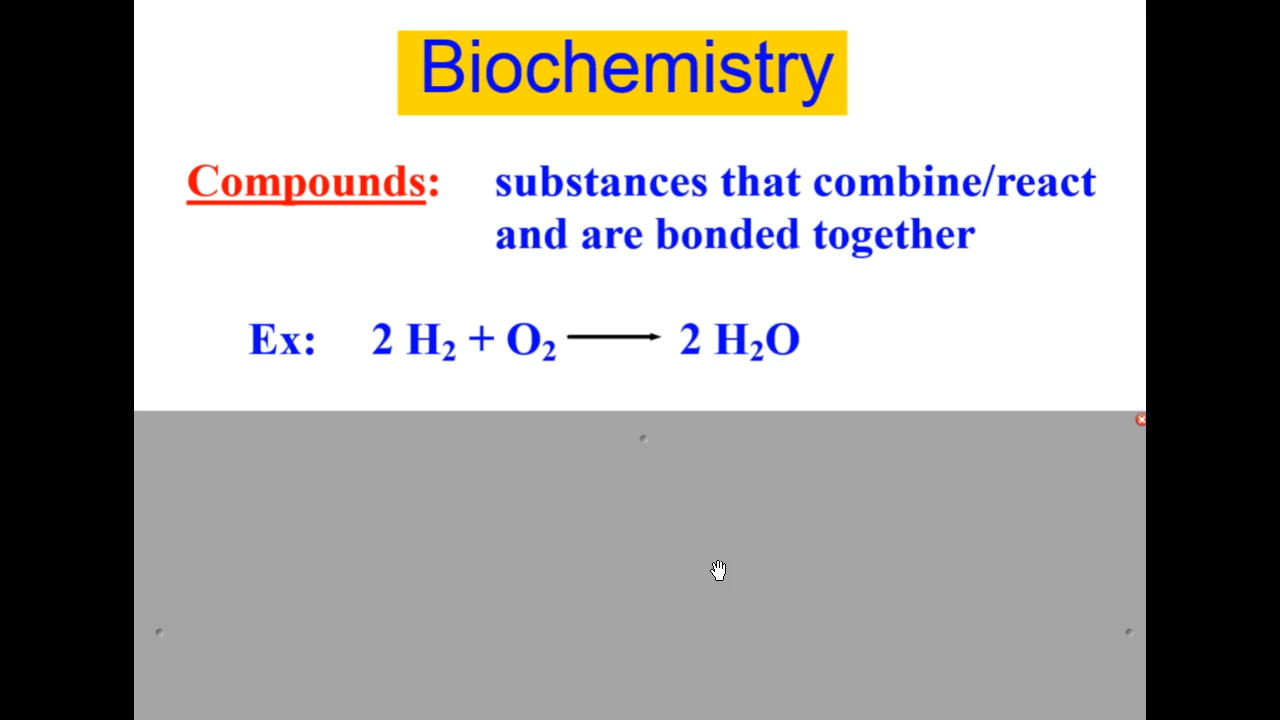 Biochemistry
Compounds: substances that combine/react
and are bonded together
Ex: 2 H₂ + O₂ ⟶ 2 H₂O